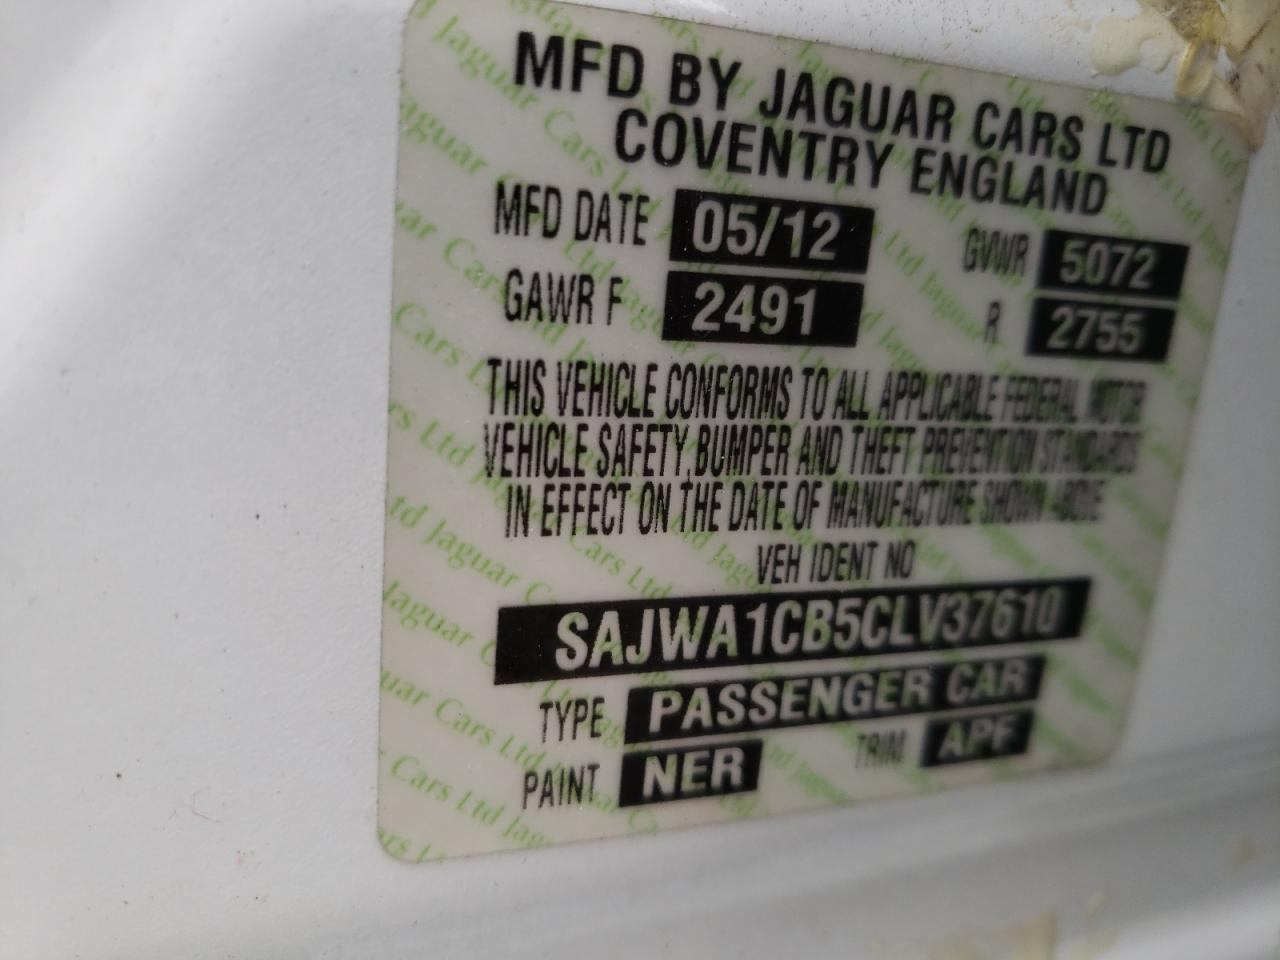 MFD BY JAGUAR CARS LTD
COVENTRY ENGLAND
MFD DATE 05/12 GVWR 5072
GAWR F 2491 R 2755
THIS VEHICLE CONFORMS TO ALL APPLICABLE FEDERAL MOTOR
VEHICLE SAFETY, BUMPER AND THEFT PREVENTION STANDARDS
IN EFFECT ON THE DATE OF MANUFACTURE SHOWN ABOVE
VEH IDENT NO
SAJWA1CB5CLV37610
TYPE PASSENGER CAR
PAINT NER TRIM APF